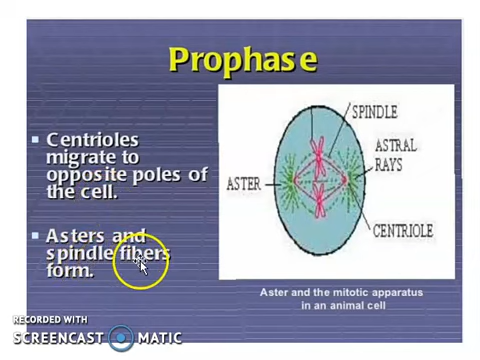 Prophase
Centrioles
migrate to
opposite poles of
the cell.
Asters and
spindle fibers
form.
SPINDLE
ASTRAL
RAYS
ASTER
CENTRIOLE
Aster and the mitotic apparatus
in an animal cell
RECORDED WITH
SCREENCAST MATIC